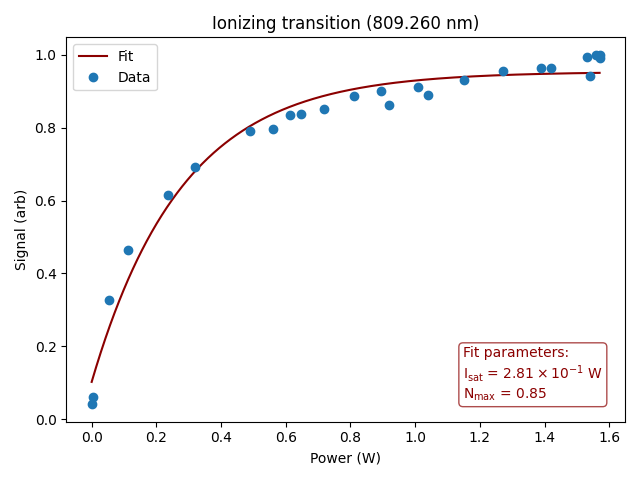 Ionizing transition (809.260 nm)
Fit
Data
Signal (arb)
1.0
0.8
0.6
0.4
0.2
0.0
Fit parameters:
I_sat = 2.81 × 10^−1 W
N_max = 0.85
0.0 0.2 0.4 0.6 0.8 1.0 1.2 1.4 1.6
Power (W)